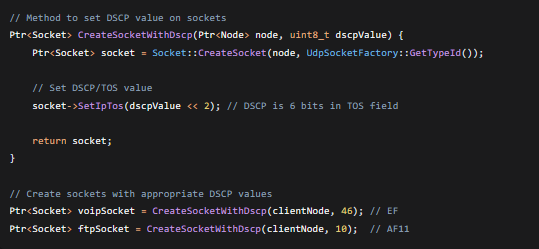 // Method to set DSCP value on sockets
Ptr<Socket> CreateSocketWithDscp(Ptr<Node> node, uint8_t dscpValue) {
    Ptr<Socket> socket = Socket::CreateSocket(node, UdpSocketFactory::GetTypeId());
    // Set DSCP/TOS value
    socket->SetIpTos(dscpValue << 2); // DSCP is 6 bits in TOS field
    return socket;
}
// Create sockets with appropriate DSCP values
Ptr<Socket> voipSocket = CreateSocketWithDscp(clientNode, 46); // EF
Ptr<Socket> ftpSocket = CreateSocketWithDscp(clientNode, 10);  // AF11